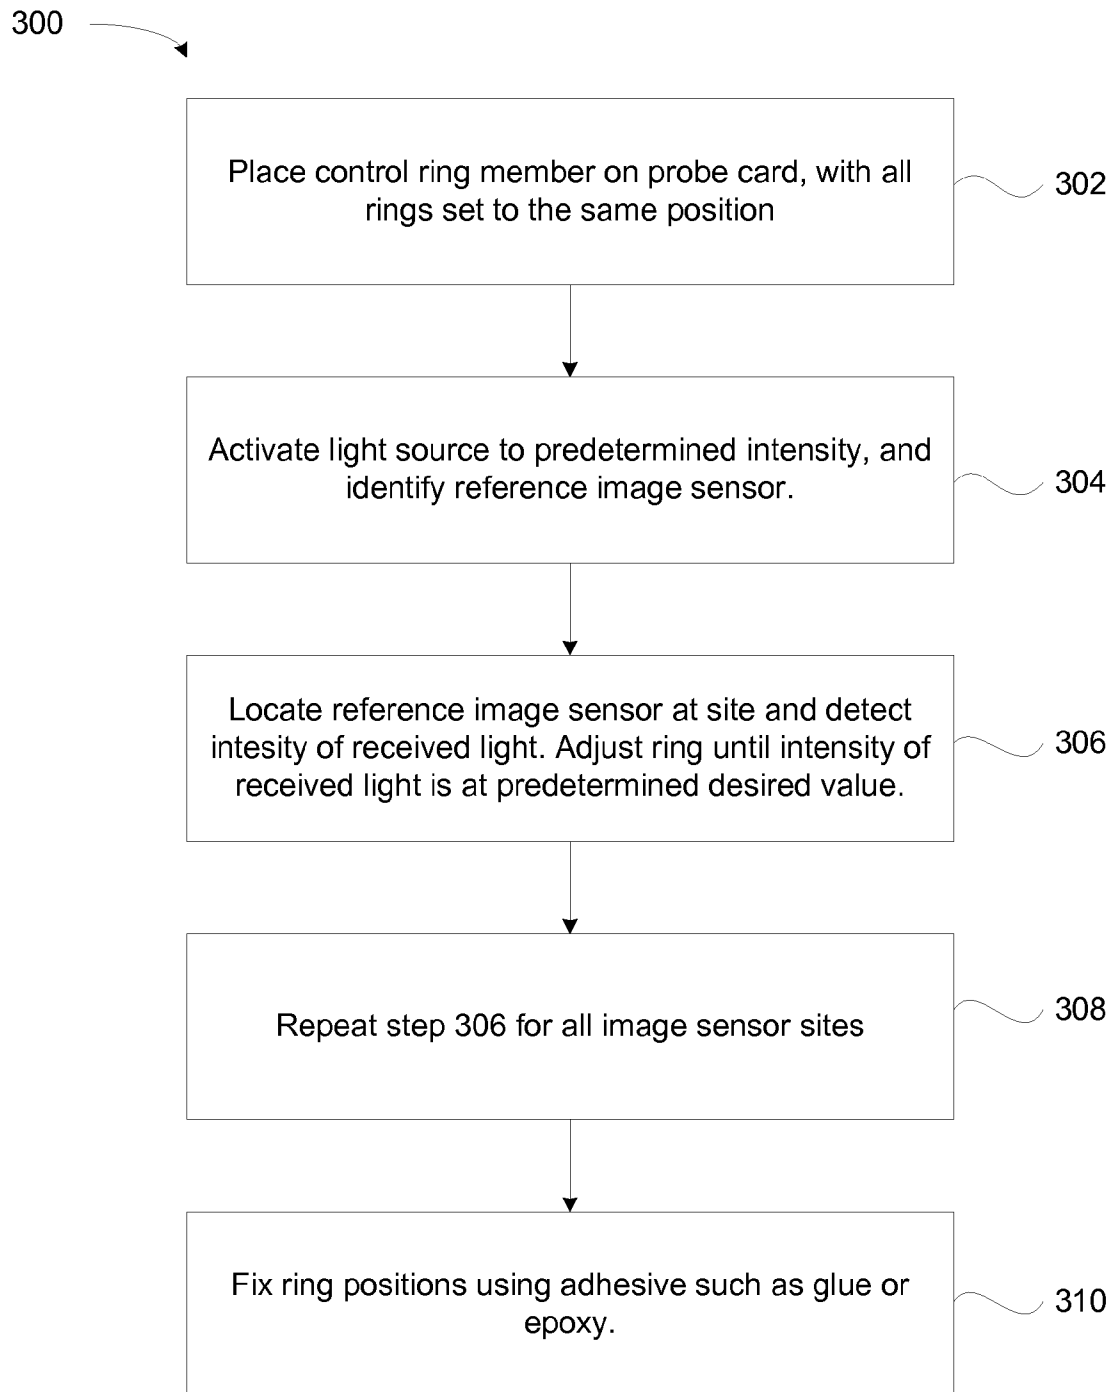 300
Place control ring member on probe card, with all
rings set to the same position
302
Activate light source to predetermined intensity, and
identify reference image sensor.
304
Locate reference image sensor at site and detect
intesity of received light. Adjust ring until intensity of
received light is at predetermined desired value.
306
Repeat step 306 for all image sensor sites
308
Fix ring positions using adhesive such as glue or
epoxy.
310